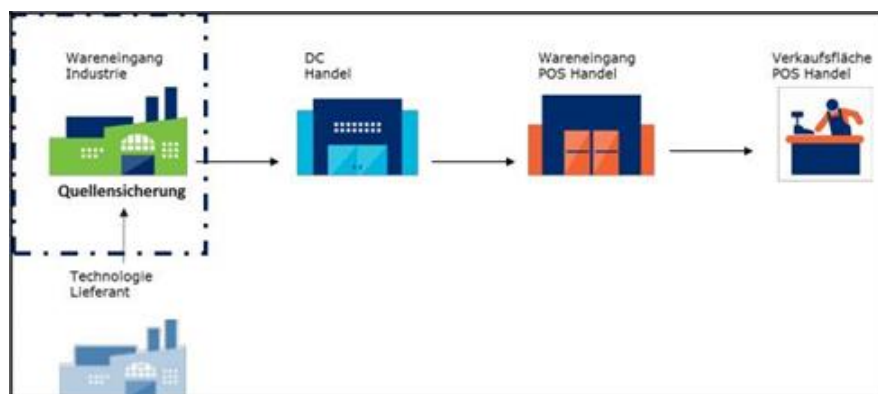 Wareneingang
Industrie
Quellensicherung
Technologie
Lieferant
DC
Handel
Wareneingang
POS Handel
Verkaufsfläche
POS Handel